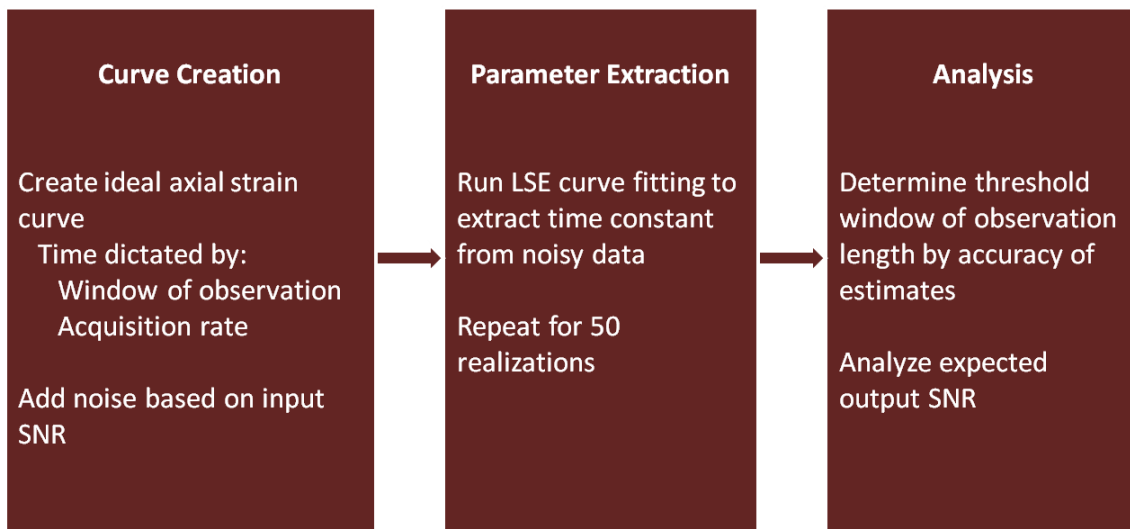 Curve Creation
Create ideal axial strain
curve
Time dictated by:
Window of observation
Acquisition rate
Add noise based on input
SNR
Parameter Extraction
Run LSE curve fitting to
extract time constant
from noisy data
Repeat for 50
realizations
Analysis
Determine threshold
window of observation
length by accuracy of
estimates
Analyze expected
output SNR